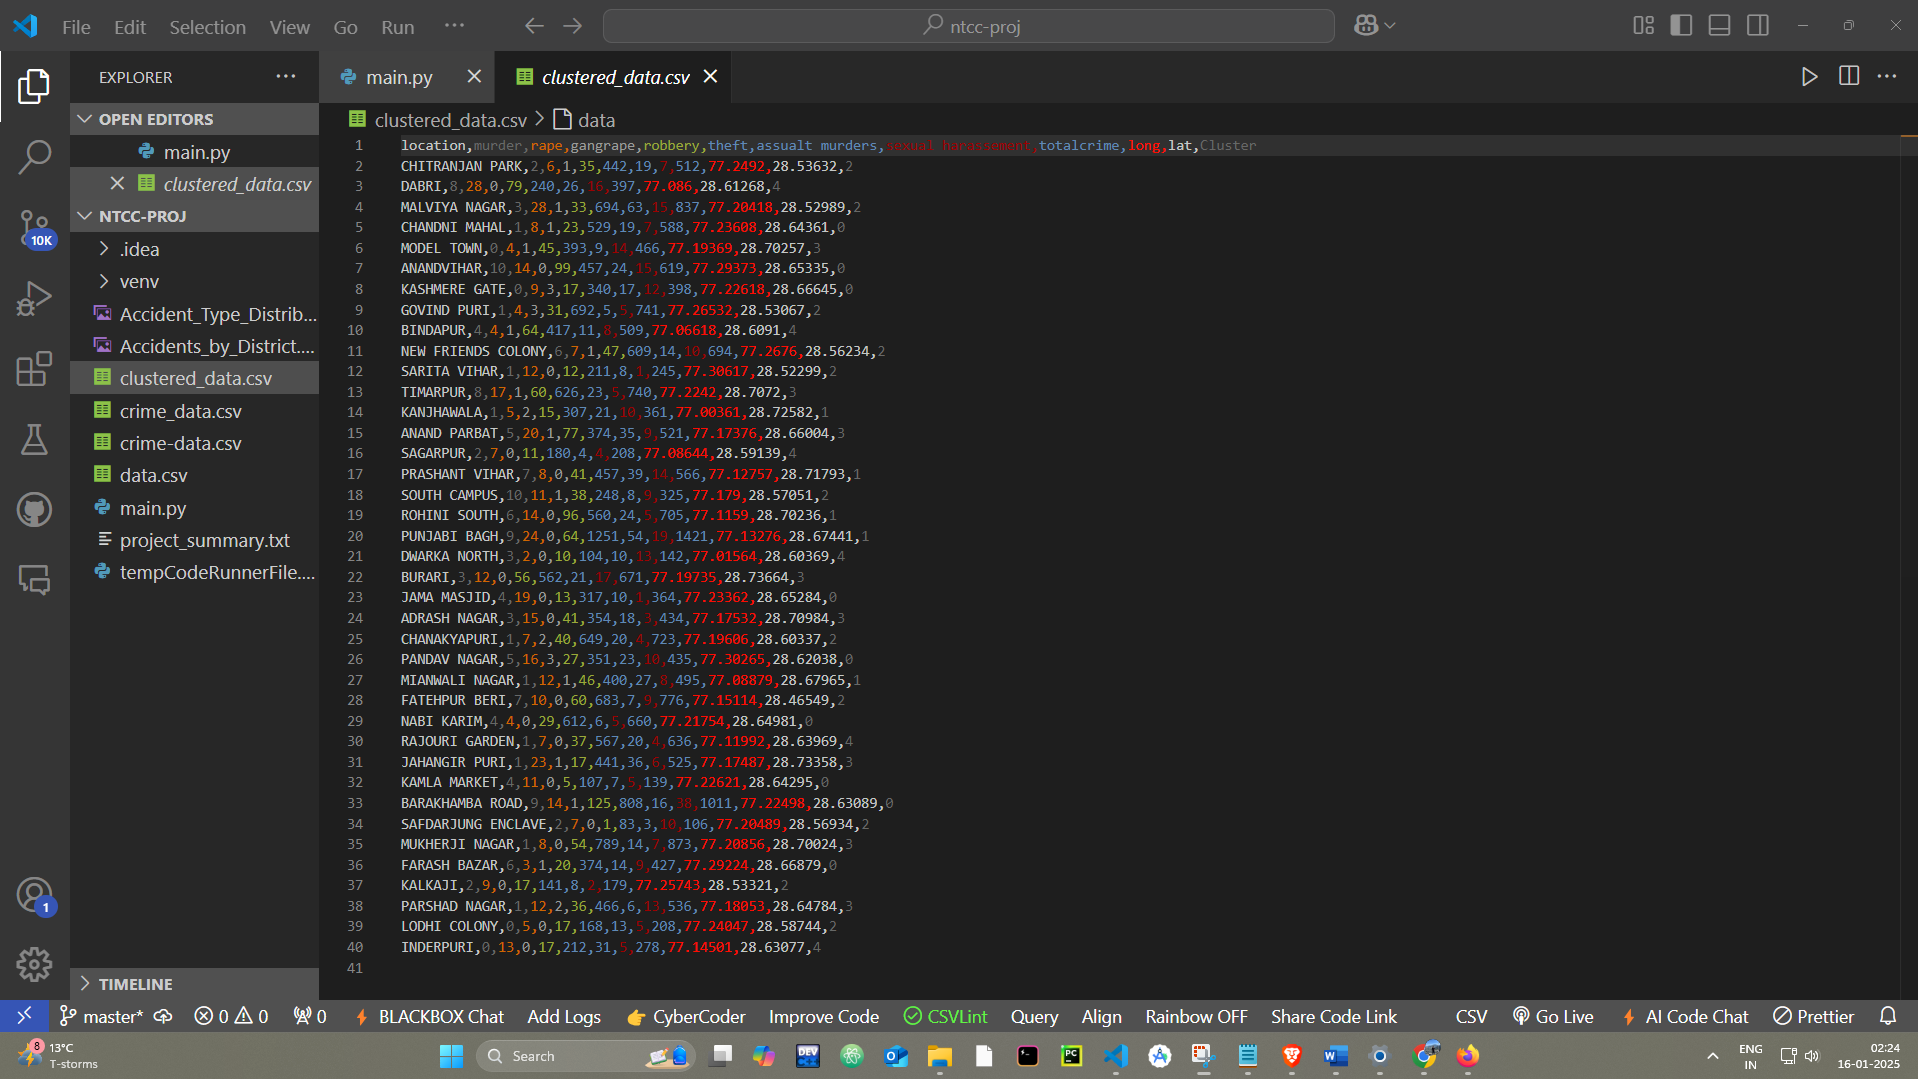 File Edit Selection View Go Run ···
ntcc-proj
EXPLORER
main.py
clustered_data.csv
OPEN EDITORS
main.py
clustered_data.csv
NTCC-PROJ
.idea
venv
Accident_Type_Distrib...
Accidents_by_District....
clustered_data.csv
crime_data.csv
crime-data.csv
data.csv
main.py
project_summary.txt
tempCodeRunnerFile....
TIMELINE
10K
1
clustered_data.csv > data
1 location,murder,rape,gangrape,robbery,theft,assualt murders,sexual harassement,totalcrime,long,lat,Cluster
2 CHITRANJAN PARK,2,6,1,35,442,19,7,512,77.2492,28.53632,2
3 DABRI,8,28,0,79,240,26,16,397,77.086,28.61268,4
4 MALVIYA NAGAR,3,28,1,33,694,63,15,837,77.20418,28.52989,2
5 CHANDNI MAHAL,1,8,1,23,529,19,7,588,77.23608,28.64361,0
6 MODEL TOWN,0,4,1,45,393,9,14,466,77.19369,28.70257,3
7 ANANDVIHAR,10,14,0,99,457,24,15,619,77.29373,28.65335,0
8 KASHMERE GATE,0,9,3,17,340,17,12,398,77.22618,28.66645,0
9 GOVIND PURI,1,4,3,31,692,5,5,741,77.26532,28.53067,2
10 BINDAPUR,4,4,1,64,417,11,8,509,77.06618,28.6091,4
11 NEW FRIENDS COLONY,6,7,1,47,609,14,10,694,77.2676,28.56234,2
12 SARITA VIHAR,1,12,0,12,211,8,1,245,77.30617,28.52299,2
13 TIMARPUR,8,17,1,60,626,23,5,740,77.2242,28.7072,3
14 KANJHAWALA,1,5,2,15,307,21,10,361,77.00361,28.72582,1
15 ANAND PARBAT,5,20,1,77,374,35,9,521,77.17376,28.66004,3
16 SAGARPUR,2,7,0,11,180,4,4,208,77.08644,28.59139,4
17 PRASHANT VIHAR,7,8,0,41,457,39,14,566,77.12757,28.71793,1
18 SOUTH CAMPUS,10,11,1,38,248,8,9,325,77.179,28.57051,2
19 ROHINI SOUTH,6,14,0,96,560,24,5,705,77.1159,28.70236,1
20 PUNJABI BAGH,9,24,0,64,1251,54,19,1421,77.13276,28.67441,1
21 DWARKA NORTH,3,2,0,10,104,10,13,142,77.01564,28.60369,4
22 BURARI,3,12,0,56,562,21,17,671,77.19735,28.73664,3
23 JAMA MASJID,4,19,0,13,317,10,1,364,77.23362,28.65284,0
24 ADRASH NAGAR,3,15,0,41,354,18,3,434,77.17532,28.70984,3
25 CHANAKYAPURI,1,7,2,40,649,20,4,723,77.19606,28.60337,2
26 PANDAV NAGAR,5,16,3,27,351,23,10,435,77.30265,28.62038,0
27 MIANWALI NAGAR,1,12,1,46,400,27,8,495,77.08879,28.67965,1
28 FATEHPUR BERI,7,10,0,60,683,7,9,776,77.15114,28.46549,2
29 NABI KARIM,4,4,0,29,612,6,5,660,77.21754,28.64981,0
30 RAJOURI GARDEN,1,7,0,37,567,20,4,636,77.11992,28.63969,4
31 JAHANGIR PURI,1,23,1,17,441,36,6,525,77.17487,28.73358,3
32 KAMLA MARKET,4,11,0,5,107,7,5,139,77.22621,28.64295,0
33 BARAKHAMBA ROAD,9,14,1,125,808,16,38,1011,77.22498,28.63089,0
34 SAFDARJUNG ENCLAVE,2,7,0,1,83,3,10,106,77.20489,28.56934,2
35 MUKHERJI NAGAR,1,8,0,54,789,14,7,873,77.20856,28.70024,3
36 FARASH BAZAR,6,3,1,20,374,14,9,427,77.29224,28.66879,0
37 KALKAJI,2,9,0,17,141,8,2,179,77.25743,28.53321,2
38 PARSHAD NAGAR,1,12,2,36,466,6,13,536,77.18053,28.64784,3
39 LODHI COLONY,0,5,0,17,168,13,5,208,77.24047,28.58744,2
40 INDERPURI,0,13,0,17,212,31,5,278,77.14501,28.63077,4
41
master* 0 0 0 BLACKBOX Chat Add Logs CyberCoder Improve Code CSVLint Query Align Rainbow OFF Share Code Link CSV Go Live AI Code Chat Prettier
8 13°C
T-storms
Search
DEV
PC
ENG
IN
02:24
16-01-2025